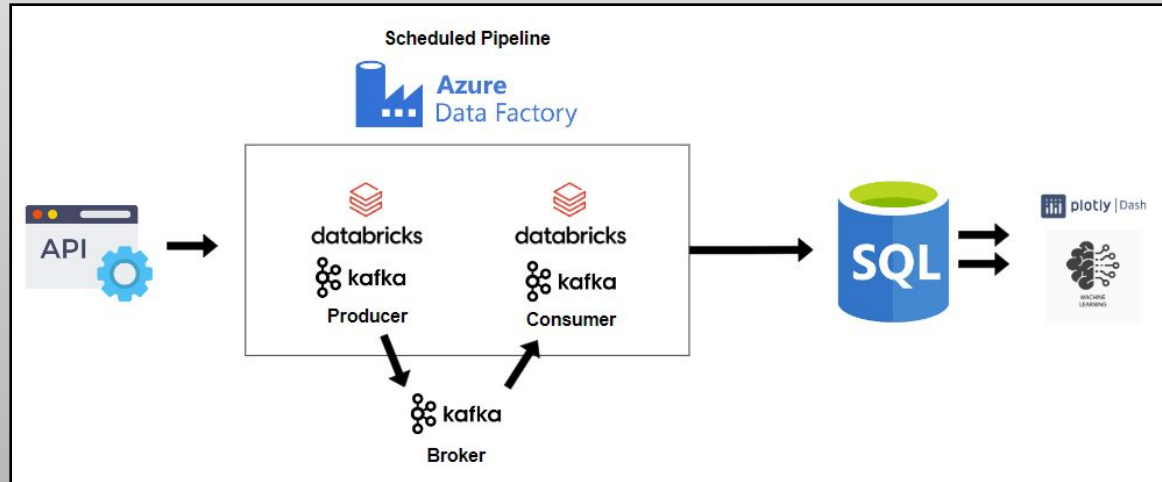 Scheduled Pipeline
Azure
Data Factory
API
databricks
kafka
Producer
databricks
kafka
Consumer
kafka
Broker
SQL
plotly | Dash
MACHINE
LEARNING